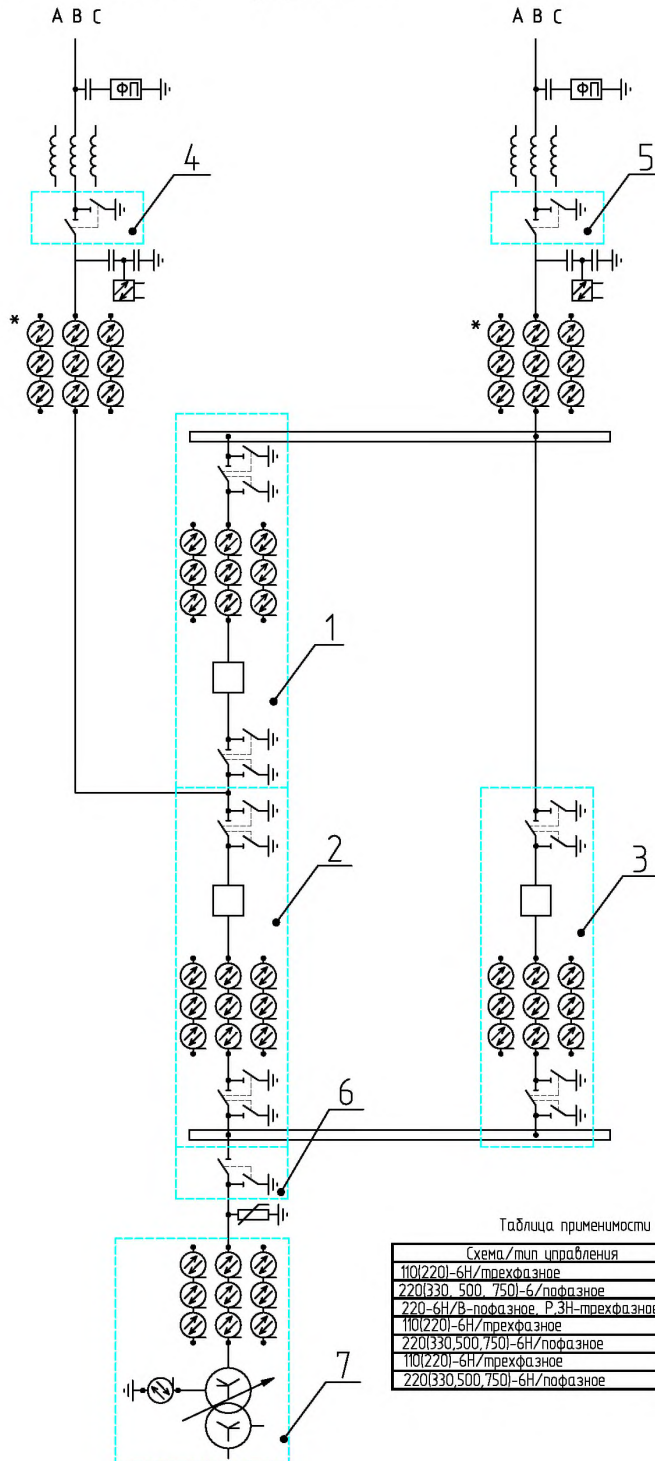 А В С
А В С
ФП
ФП
4
5
*
*
1
2
3
6
Таблица применимости
Схема/тип управления
110(220)-6Н/трехфазное
220(330, 500, 750)-6/пофазное
220-6Н/В-пофазное, Р,ЗН-трехфазное
110(220)-6Н/трехфазное
220(330,500,750)-6Н/пофазное
110(220)-6Н/трехфазное
220(330,500,750)-6Н/пофазное
7